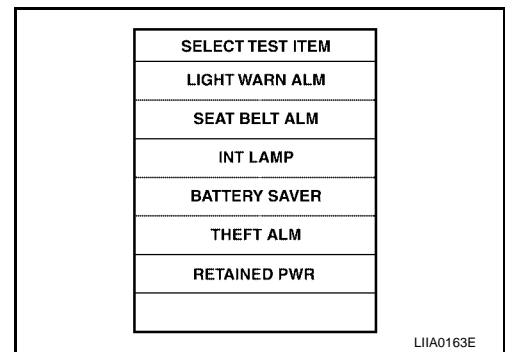 SELECT TEST ITEM
LIGHT WARN ALM
SEAT BELT ALM
INT LAMP
BATTERY SAVER
THEFT ALM
RETAINED PWR
LIIA0163E